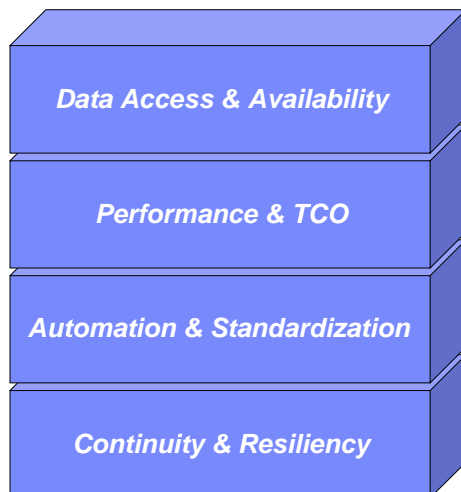 Data Access & Availability
Performance & TCO
Automation & Standardization
Continuity & Resiliency